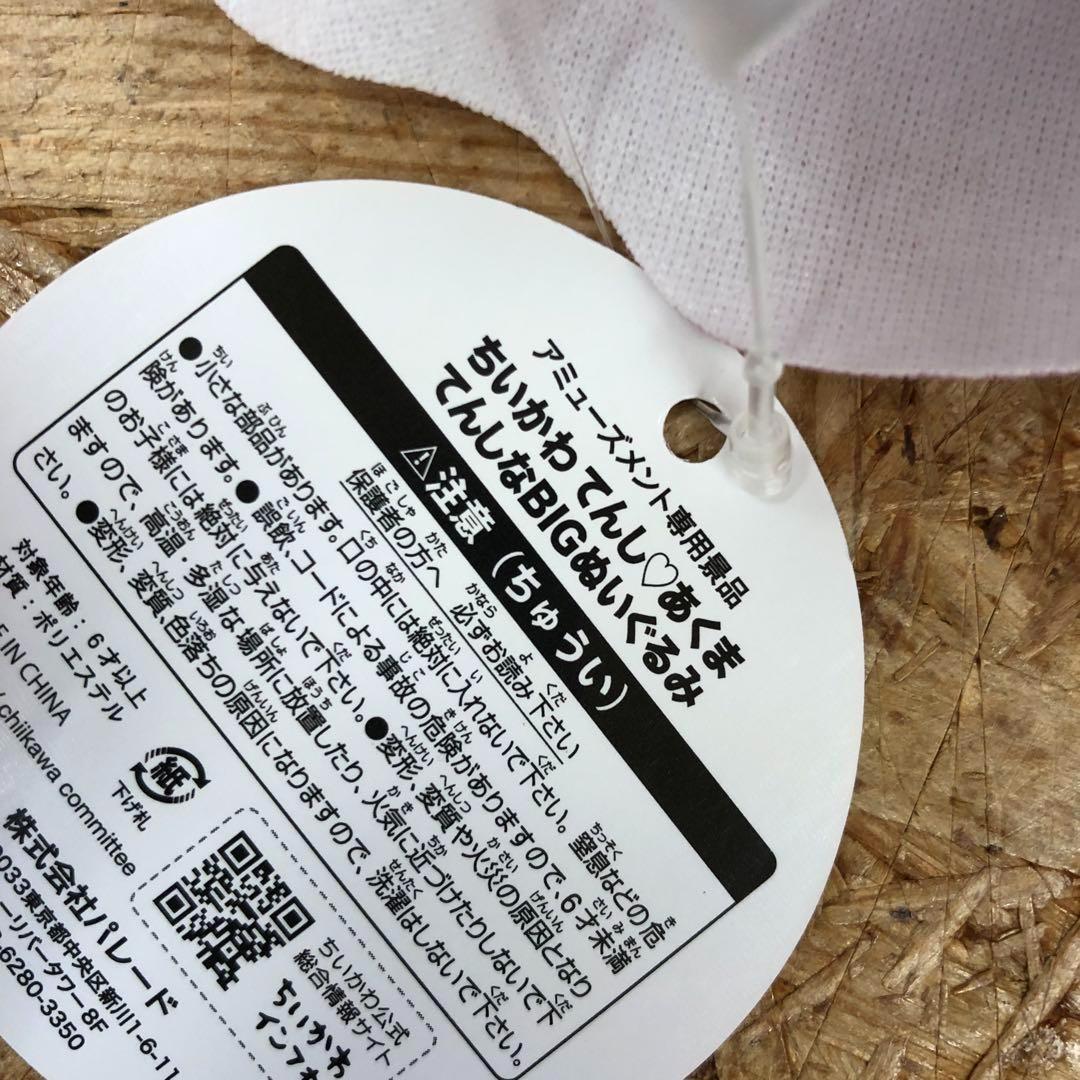 アミューズメント専用景品
ちいかわ てんし♡あくま
てんしなBIGぬいぐるみ
⚠注意（ちゅうい）
保護者の方へ 必ずお読み下さい
●小さな部品があります。口の中には絶対に入れないで下さい。窒息などの危
険があります。●誤飲、コードによる事故の危険がありますので、6才未満
のお子様には絶対に与えないで下さい。●変形、変質や火災の原因となり
ますので、高温・多湿な場所に放置したり、火気に近づけたりしないで下
さい。●変形、変質、色落ちの原因になりますので、洗濯はしないで下さい。
対象年齢：6才以上
材質：ポリエステル
E IN CHINA
chiikawa committee
紙
下げ札
ちいかわ公式
総合情報サイト
ちいかわ
インフォ
株式会社パレード
0033東京都中央区新川1-6-11
ーリバータワー8F
6280-3350